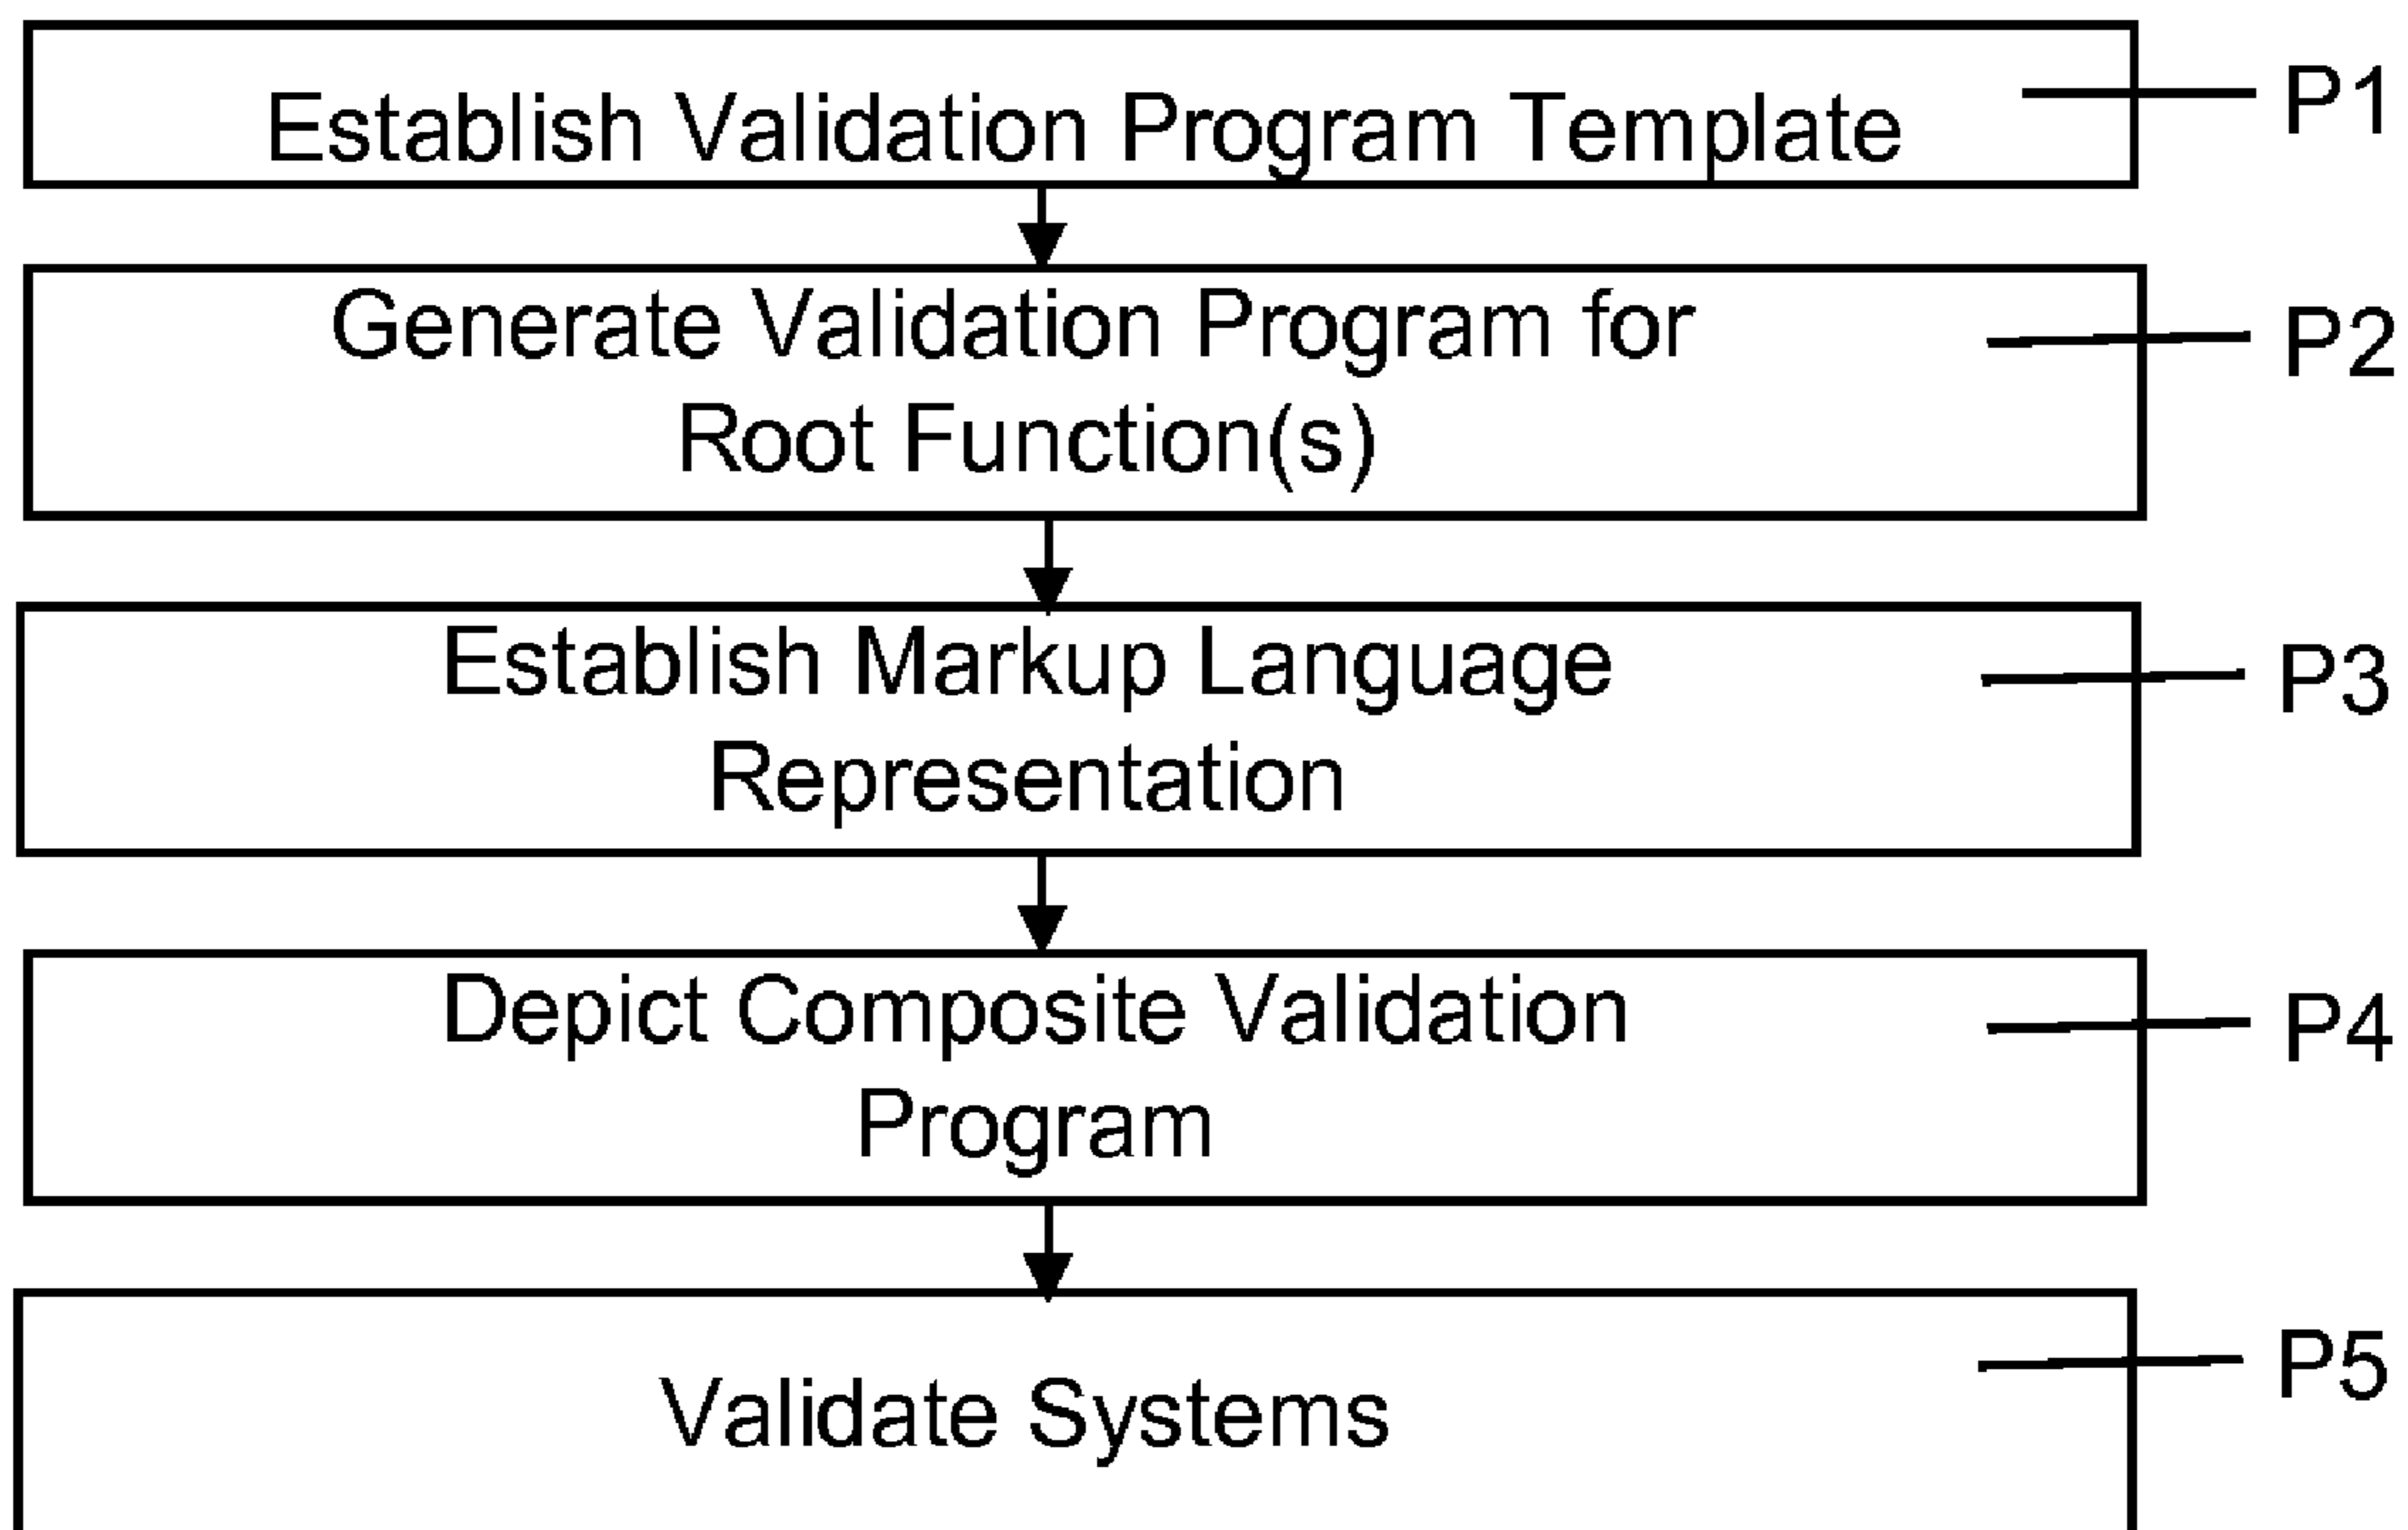 Establish Validation Program Template
P1
Generate Validation Program for
Root Function(s)
P2
Establish Markup Language
Representation
P3
Depict Composite Validation
Program
P4
Validate Systems
P5